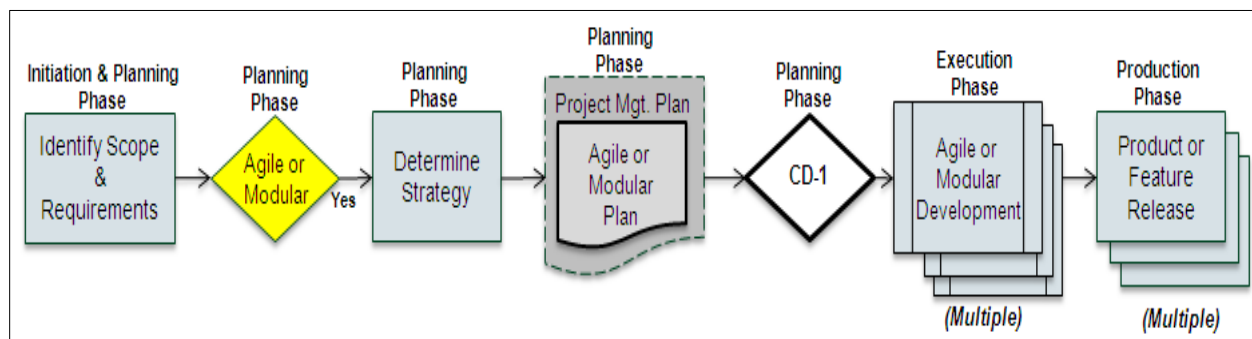 Initiation & Planning
Phase
Identify Scope
&
Requirements
Planning
Phase
Agile or
Modular
Yes
Planning
Phase
Determine
Strategy
Planning
Phase
Project Mgt. Plan
Agile or
Modular
Plan
Planning
Phase
CD-1
Execution
Phase
Agile or
Modular
Development
(Multiple)
Production
Phase
Product or
Feature
Release
(Multiple)